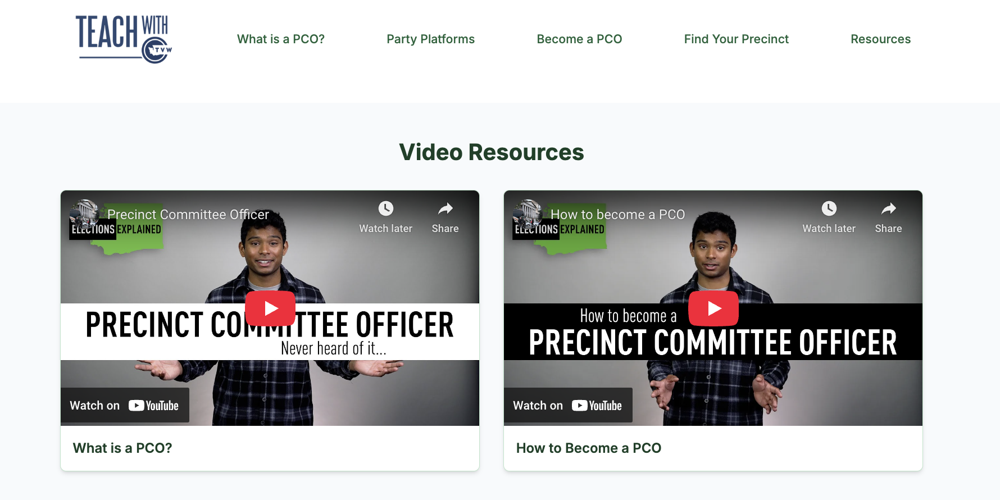 TEACH WITH
TVW
What is a PCO?
Party Platforms
Become a PCO
Find Your Precinct
Resources
Video Resources
Precinct Committee Officer
Watch later
Share
ELECTIONS EXPLAINED
PRECINCT COMMITTEE OFFICER
Never heard of it...
Watch on YouTube
What is a PCO?
How to become a PCO
Watch later
Share
ELECTIONS EXPLAINED
How to become a
PRECINCT COMMITTEE OFFICER
Watch on YouTube
How to Become a PCO